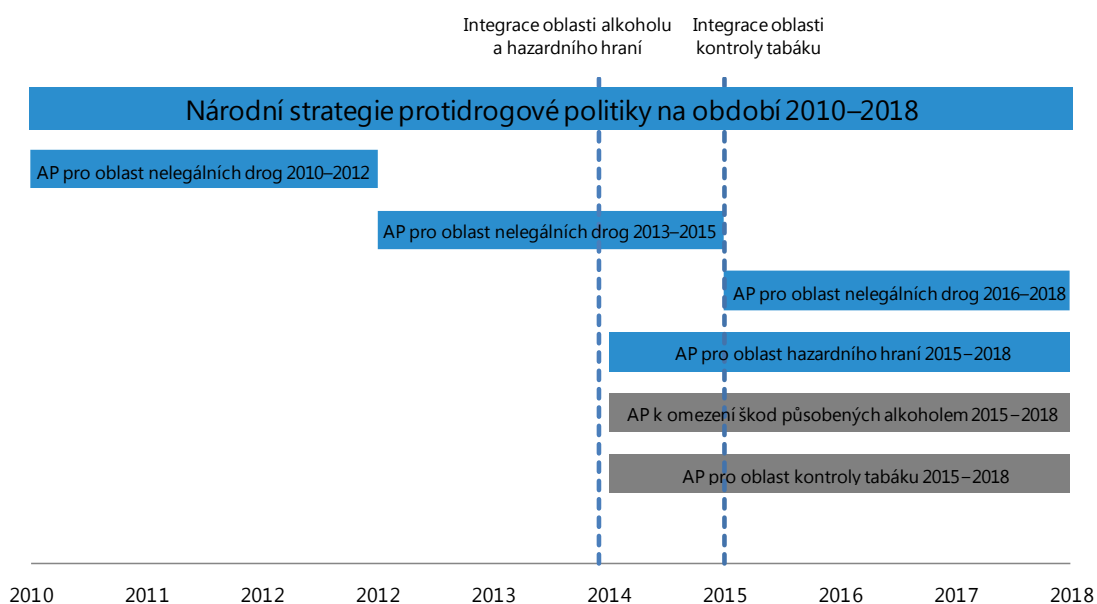 Integrace oblasti alkoholu
a hazardního hraní
Integrace oblasti
kontroly tabáku
Národní strategie protidrogové politiky na období 2010–2018
AP pro oblast nelegálních drog 2010–2012
AP pro oblast nelegálních drog 2013–2015
AP pro oblast nelegálních drog 2016–2018
AP pro oblast hazardního hraní 2015–2018
AP k omezení škod působených alkoholem 2015–2018
AP pro oblast kontroly tabáku 2015–2018
2010 2011 2012 2012 2013 2014 2015 2016 2017 2018